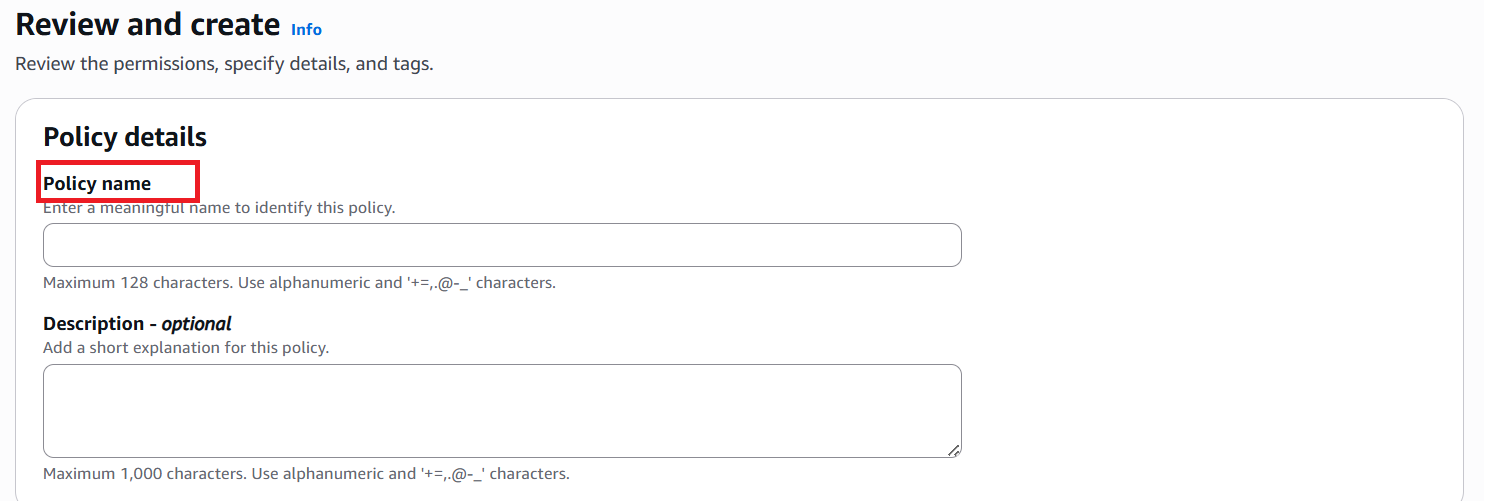 Review and create Info
Review the permissions, specify details, and tags.
Policy details
Policy name
Enter a meaningful name to identify this policy.
Maximum 128 characters. Use alphanumeric and '+=,.@-_' characters.
Description - optional
Add a short explanation for this policy.
Maximum 1,000 characters. Use alphanumeric and '+=,.@-_' characters.